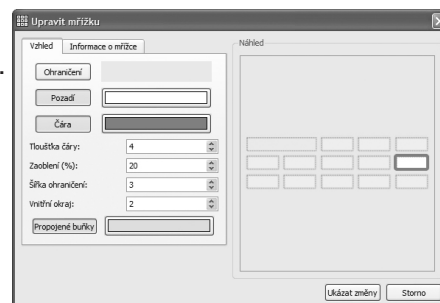 Upravit mřížku
Vzhled Informace o mřížce
Ohraničení
Pozadí
Čára
Tloušťka čáry: 4
Zaoblení (%): 20
Šířka ohraničení: 3
Vnitřní okraj: 2
Propojené buňky
Náhled
Ukázat změny Storno